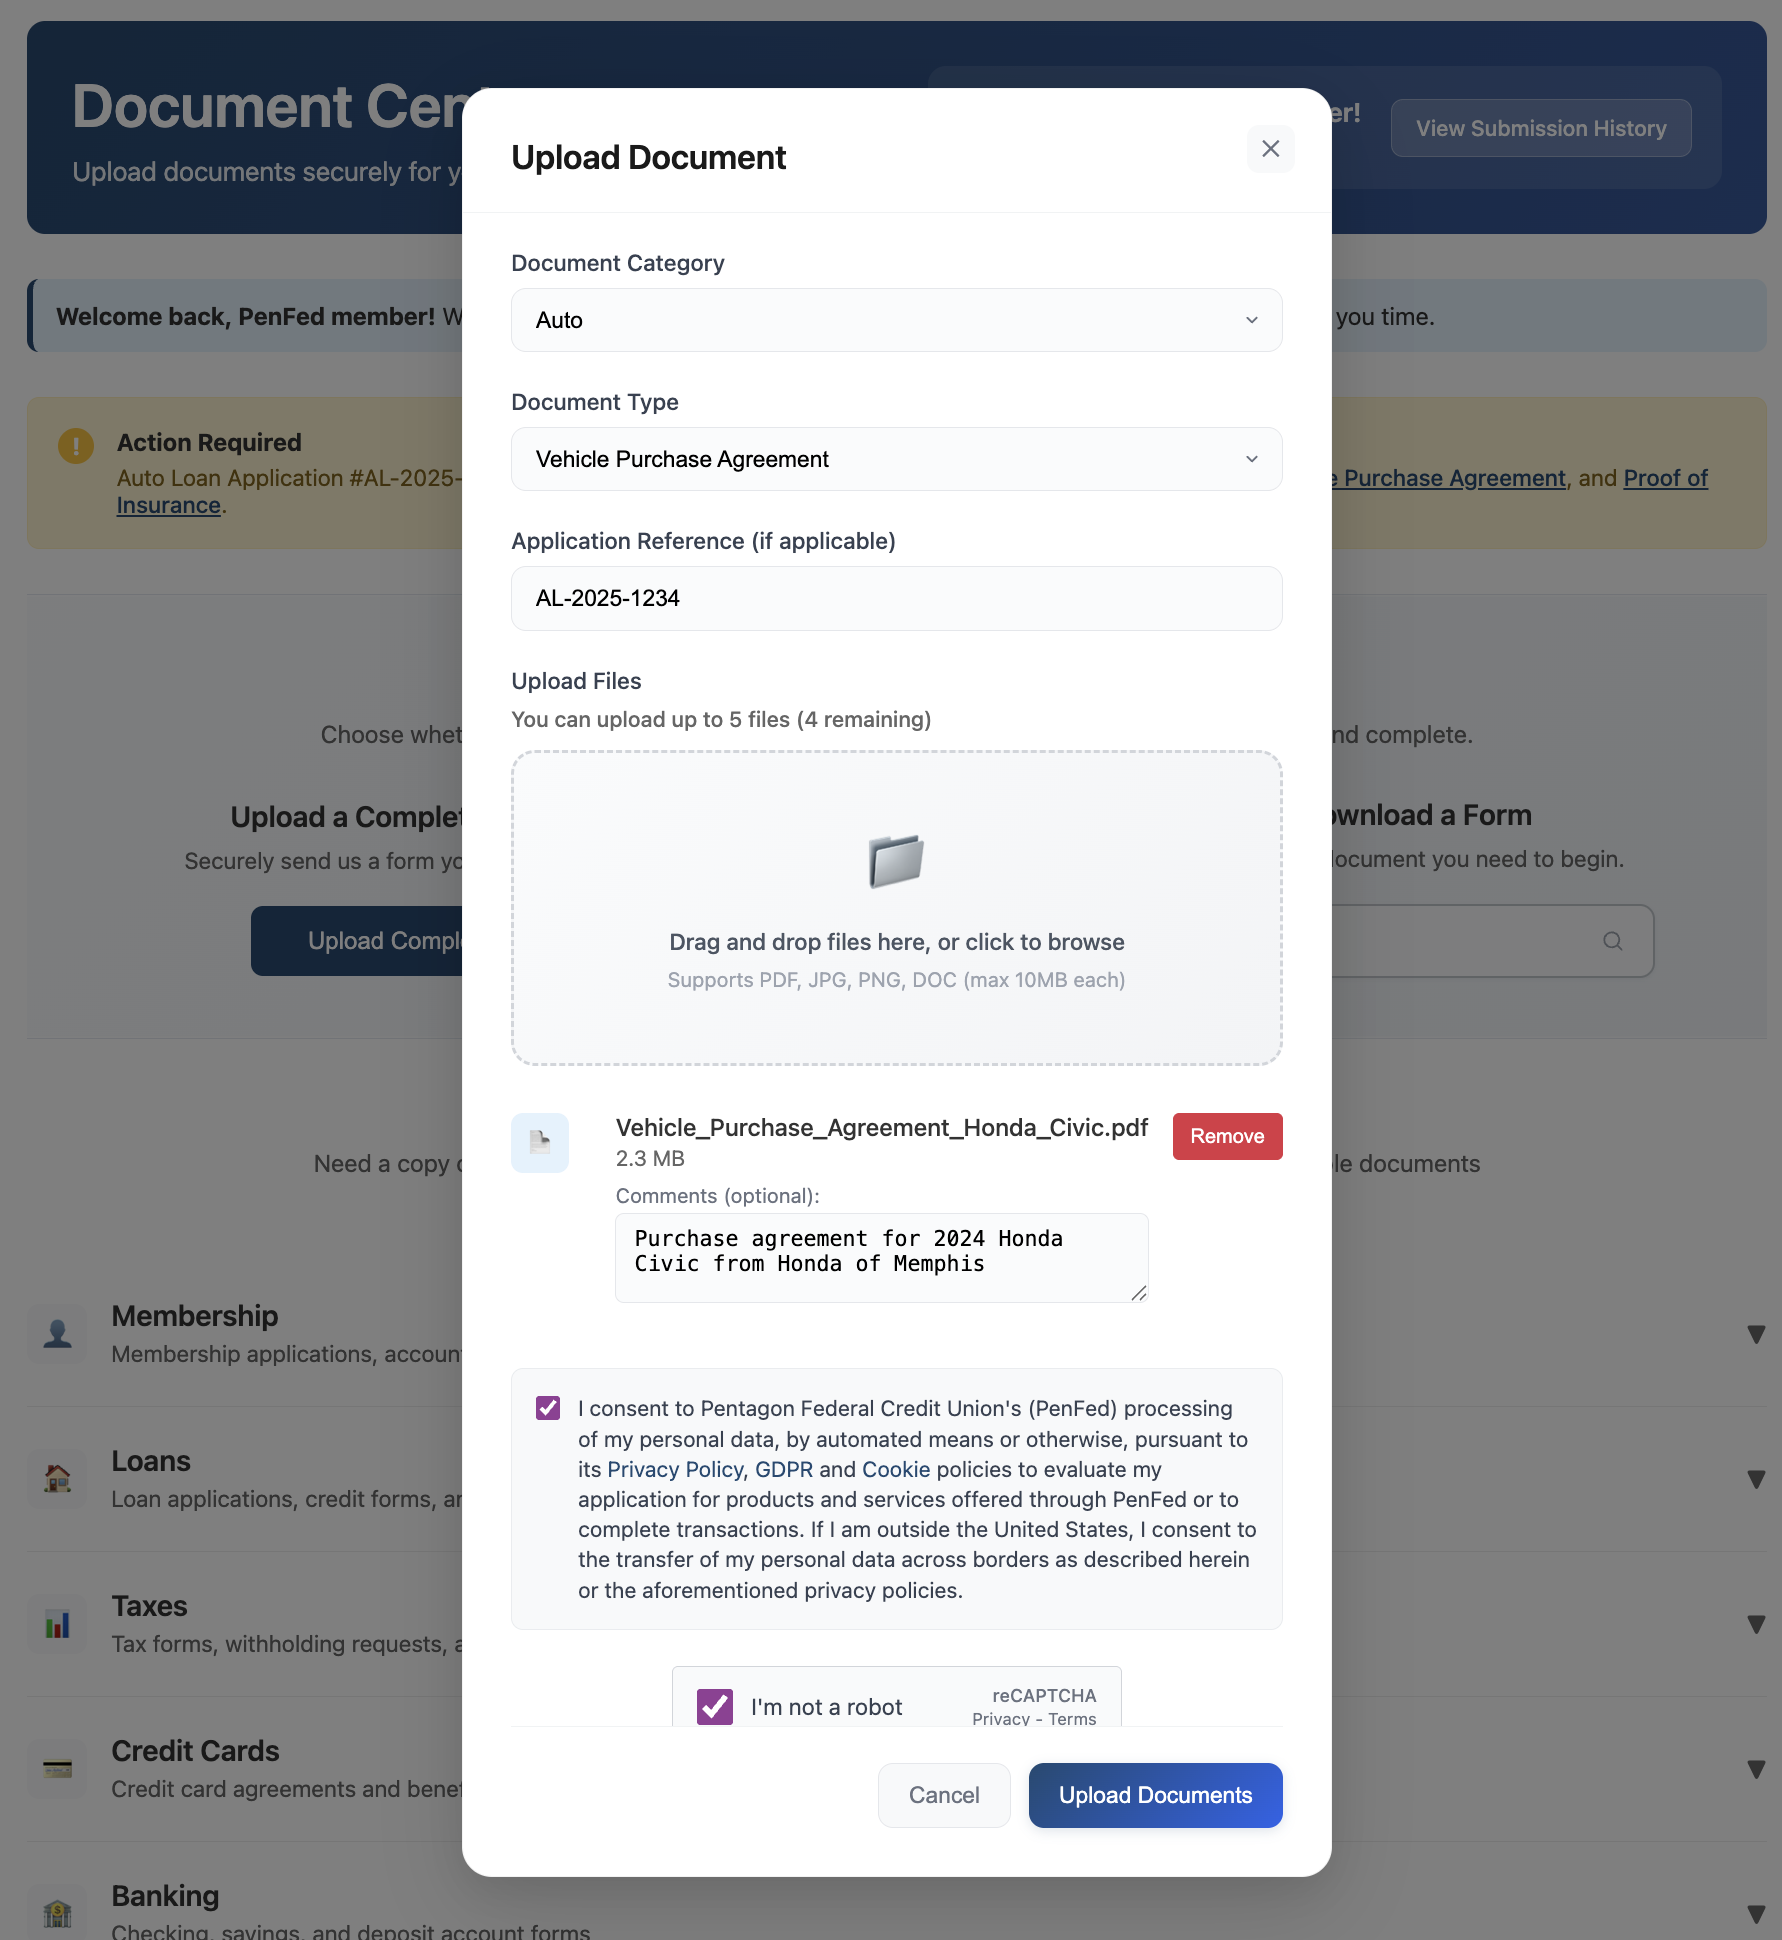 Document Cen
Upload documents securely for y
er!
View Submission History
Welcome back, PenFed member! W
you time.
Action Required
Auto Loan Application #AL-2025-
e Purchase Agreement, and Proof of
Insurance.
Choose whet
nd complete.
Upload a Complet
Securely send us a form yo
Upload Comple
ownload a Form
document you need to begin.
Need a copy o
le documents
Membership
Membership applications, account
Loans
Loan applications, credit forms, an
Taxes
Tax forms, withholding requests, a
Credit Cards
Credit card agreements and benef
Banking
Checking, savings, and deposit account forms
Upload Document
Document Category
Auto
Document Type
Vehicle Purchase Agreement
Application Reference (if applicable)
AL-2025-1234
Upload Files
You can upload up to 5 files (4 remaining)
Drag and drop files here, or click to browse
Supports PDF, JPG, PNG, DOC (max 10MB each)
Vehicle_Purchase_Agreement_Honda_Civic.pdf
Remove
2.3 MB
Comments (optional):
Purchase agreement for 2024 Honda
Civic from Honda of Memphis
I consent to Pentagon Federal Credit Union's (PenFed) processing
of my personal data, by automated means or otherwise, pursuant to
its Privacy Policy, GDPR and Cookie policies to evaluate my
application for products and services offered through PenFed or to
complete transactions. If I am outside the United States, I consent to
the transfer of my personal data across borders as described herein
or the aforementioned privacy policies.
I'm not a robot
reCAPTCHA
Privacy - Terms
Cancel
Upload Documents